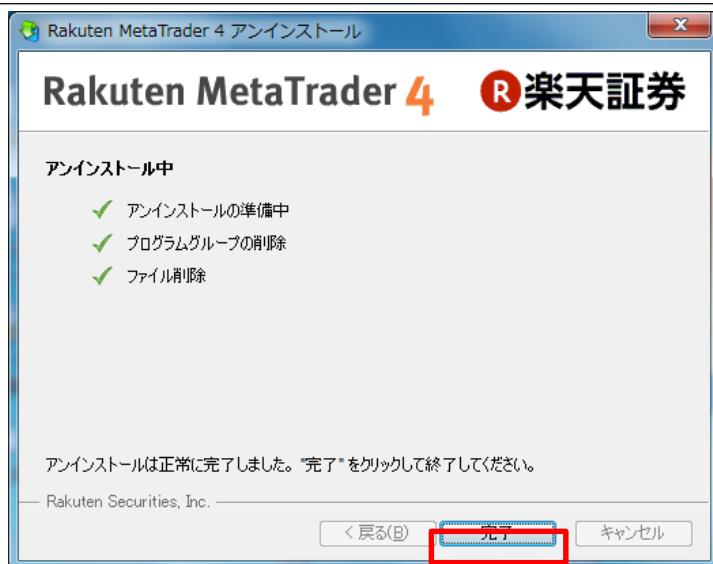 Rakuten MetaTrader 4 アンインストール
Rakuten MetaTrader 4 R楽天証券
アンインストール中
アンインストールの準備中
プログラムグループの削除
ファイル削除
アンインストールは正常に完了しました。"完了"をクリックして終了してください。
Rakuten Securities, Inc.
< 戻る(B) 完了 キャンセル